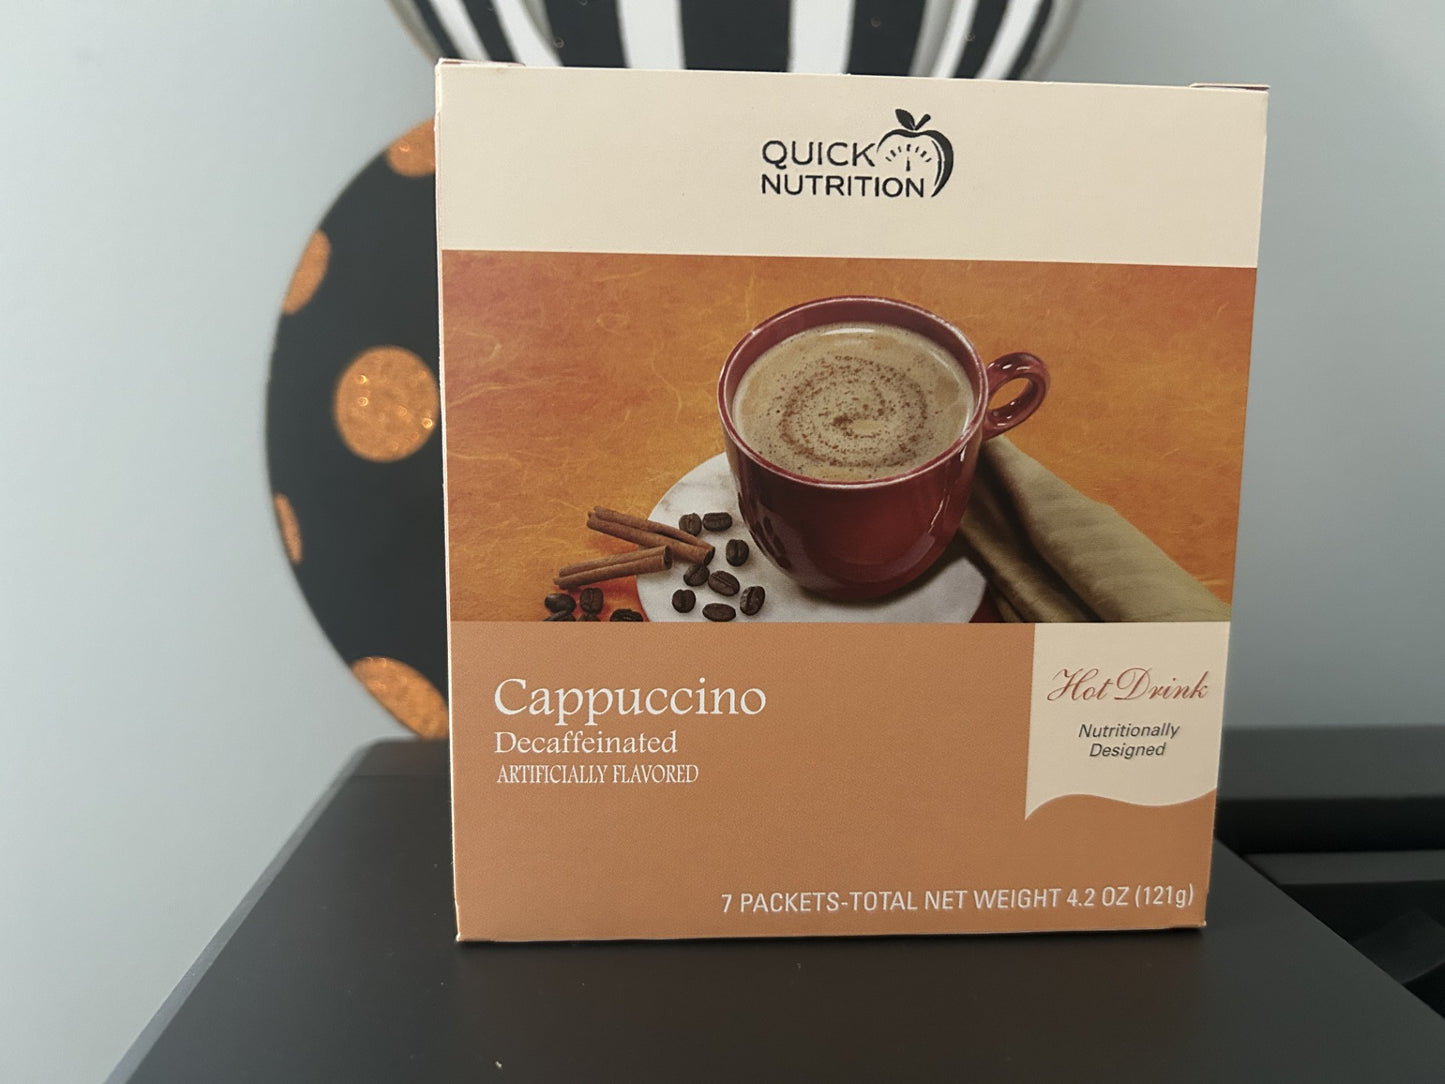 QUICK
NUTRITION
Cappuccino
Decaffeinated
ARTIFICIALLY FLAVORED
Hot Drink
Nutritionally
Designed
7 PACKETS-TOTAL NET WEIGHT 4.2 OZ (121g)